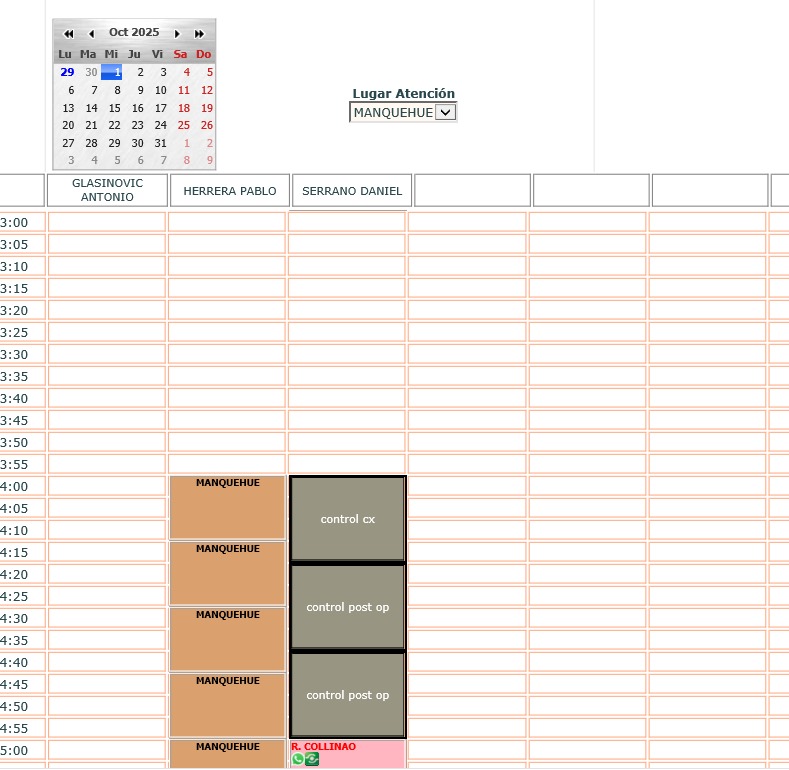 Oct 2025
Lu Ma Mi Ju Vi Sa Do
29 30 1 2 3 4 5
6 7 8 9 10 11 12
13 14 15 16 17 18 19
20 21 22 23 24 25 26
27 28 29 30 31 1 2
3 4 5 6 7 8 9
Lugar Atención
MANQUEHUE
GLASINOVIC
ANTONIO
HERRERA PABLO
SERRANO DANIEL
3:00
3:05
3:10
3:15
3:20
3:25
3:30
3:35
3:40
3:45
3:50
3:55
4:00 MANQUEHUE
4:05 control cx
4:10
4:15 MANQUEHUE
4:20
4:25 control post op
4:30 MANQUEHUE
4:35
4:40
4:45 MANQUEHUE
4:50 control post op
4:55
5:00 MANQUEHUE R. COLLINAO